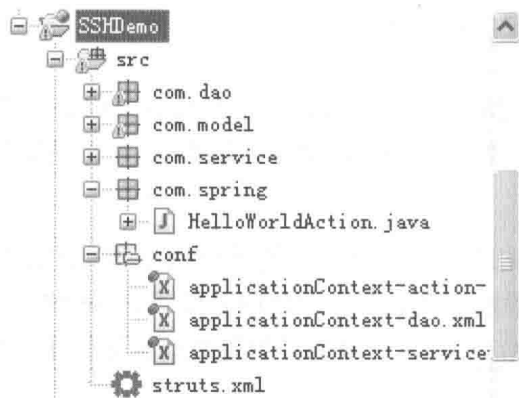 SSHDemo
src
com.dao
com.model
com.service
com.spring
HelloWorldAction.java
conf
applicationContext-action-
applicationContext-dao.xml
applicationContext-service-
struts.xml